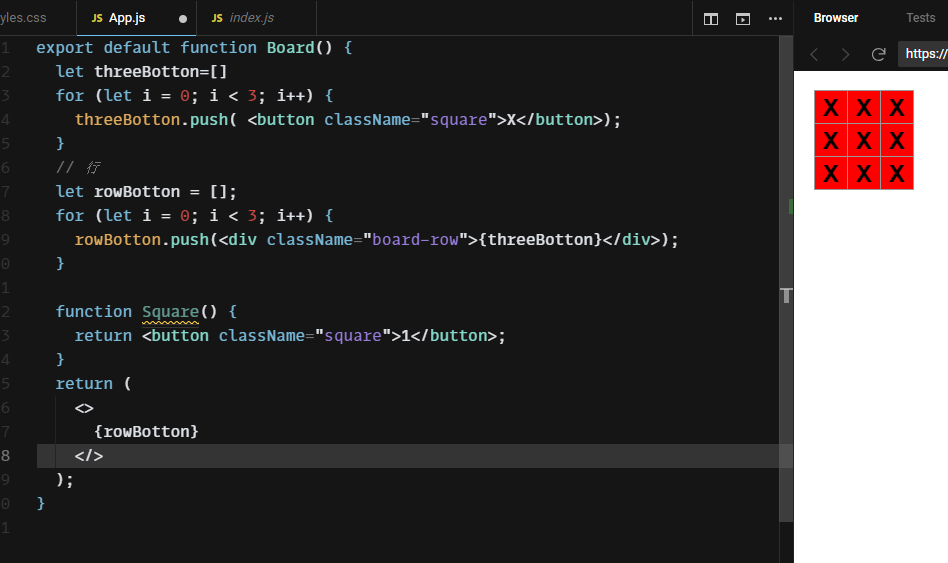 yles.css JS App.js JS index.js Browser Tests
https://
1 export default function Board() {
2 let threeBotton=[]
3 for (let i = 0; i < 3; i++) {
4 threeBotton.push( <button className="square">X</button>);
5 }
6 // 行
7 let rowBotton = [];
8 for (let i = 0; i < 3; i++) {
9 rowBotton.push(<div className="board-row">{threeBotton}</div>);
0 }
1
2 function Square() {
3 return <button className="square">1</button>;
4 }
5 return (
6 <>
7 {rowBotton}
8 </>
9 );
0 }
1
X X X
X X X
X X X